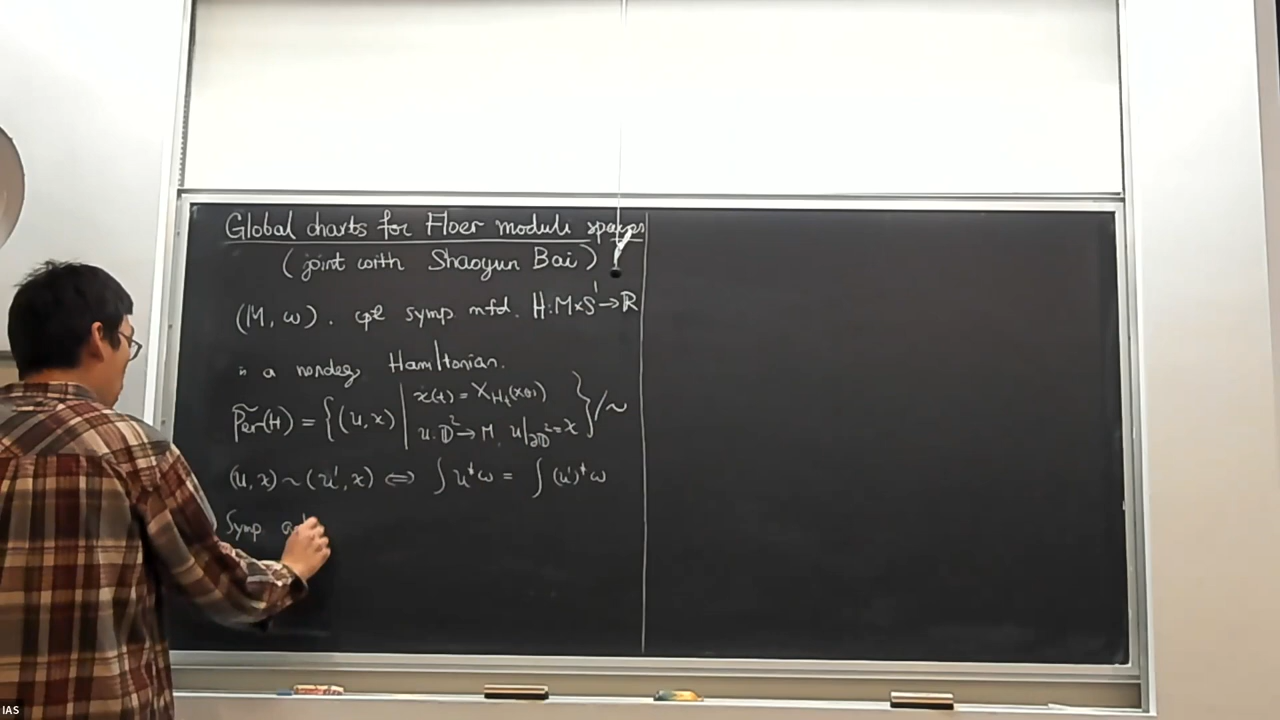 Global charts for Floer moduli spaces
(joint with Shaoyun Bai)
(M, ω). cpt symp mfd. H: M×S¹→ℝ
is a nondeg Hamiltonian.
P̃er(H) = {(u, x) | ẋ(t) = X_{H_t}(x(t)) u: 𝔻²→M, u|_{∂𝔻²}=x }/∼
(u, x) ∼ (u', x) ⇔ ∫u*ω = ∫(u')*ω
Symp
IAS